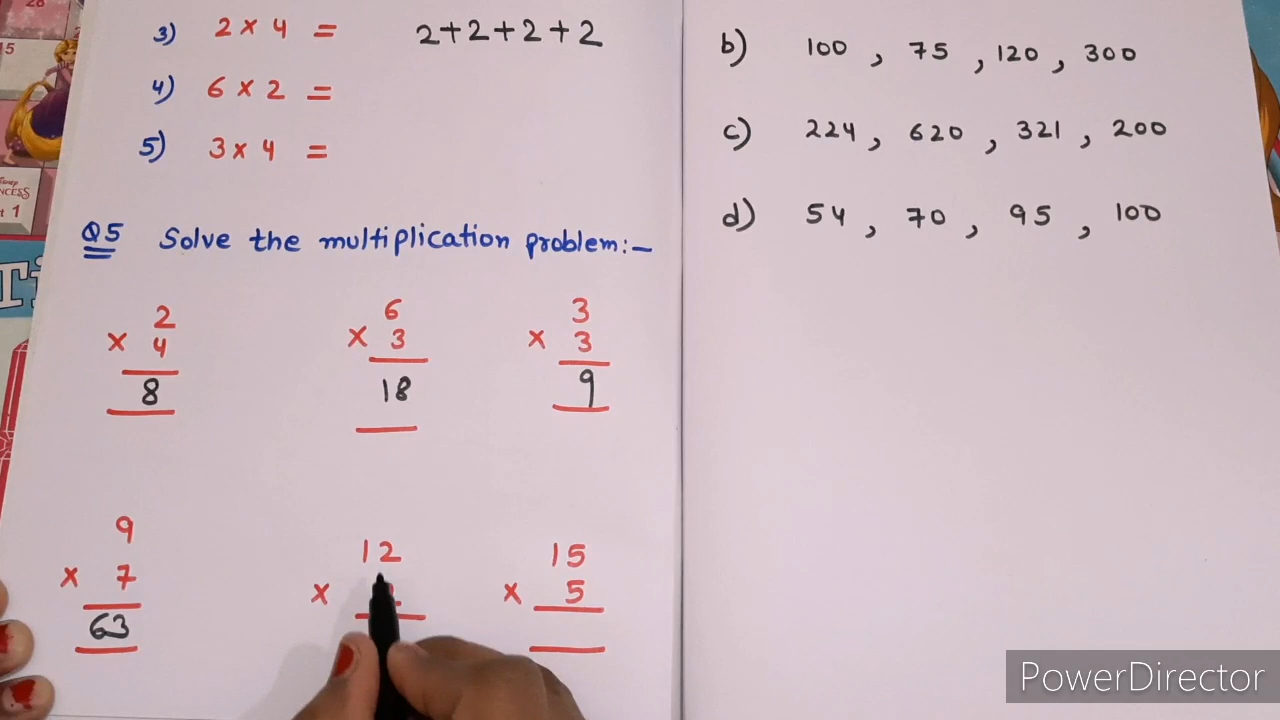 3) 2 × 4 = 2+2+2+2
4) 6 × 2 =
5) 3 × 4 =
Q5 Solve the multiplication problem:-
2 6 3
× 4 × 3 × 3
8 18 9
9 12 15
× 7 × × 5
63
b) 100 , 75 , 120 , 300
c) 224 , 620 , 321 , 200
d) 54 , 70 , 95 , 100
PowerDirector